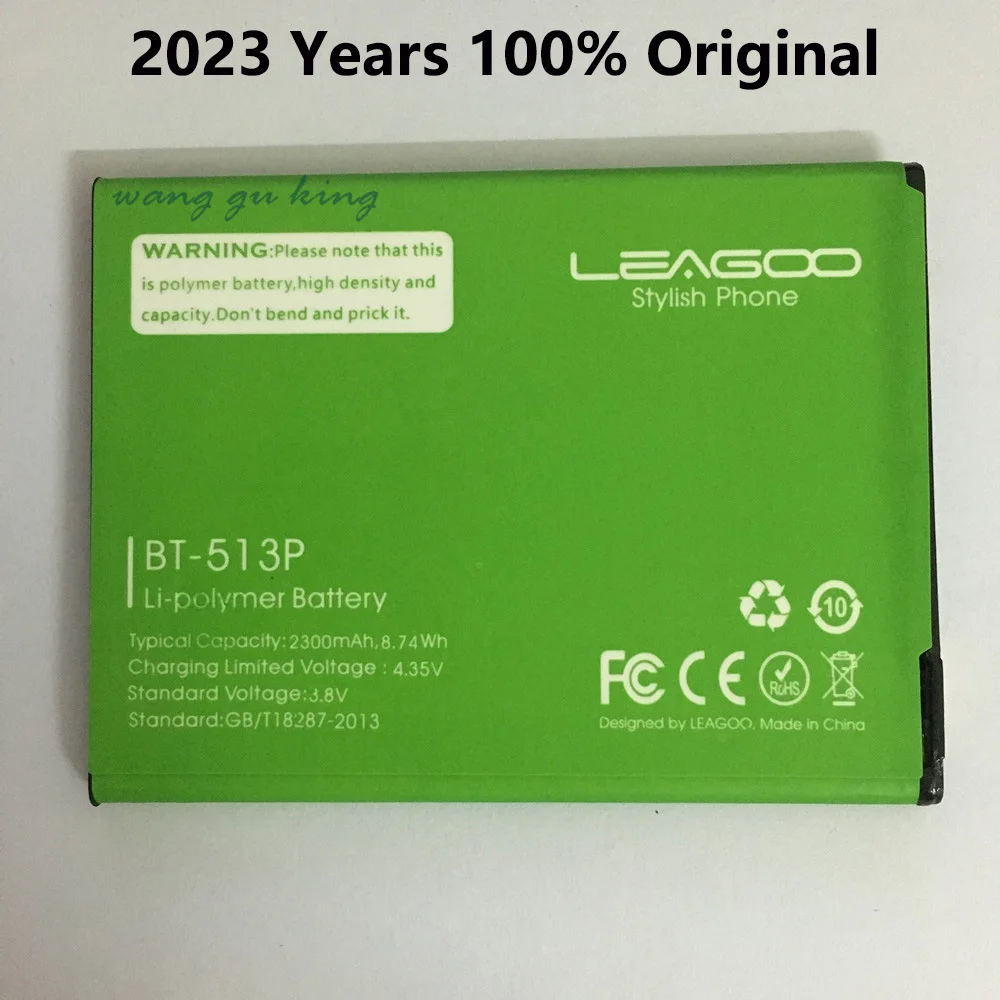 2023 Years 100% Original
wang gu king
WARNING:Please note that this
is polymer battery,high density and
capacity.Don't bend and prick it.
LEAGOO
Stylish Phone
BT-513P
Li-polymer Battery
Typical Capacity:2300mAh,8.74Wh
Charging Limited Voltage : 4.35V
Standard Voltage:3.8V
Standard:GB/T18287-2013
10
FC CE RoHS
Designed by LEAGOO, Made in China